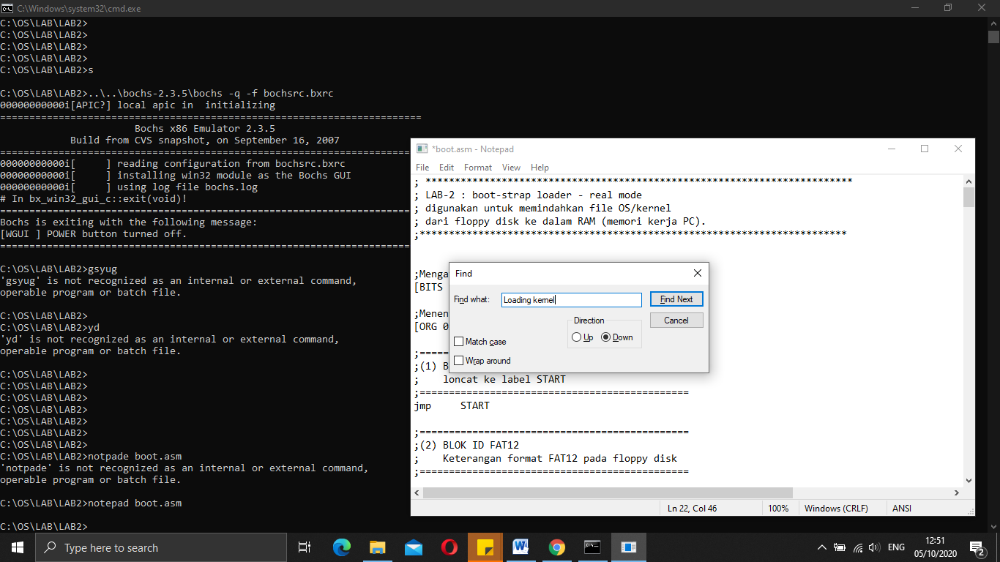 C:\Windows\system32\cmd.exe
C:\OS\LAB\LAB2>
C:\OS\LAB\LAB2>
C:\OS\LAB\LAB2>
C:\OS\LAB\LAB2>
C:\OS\LAB\LAB2>s
C:\OS\LAB\LAB2>..\..\bochs-2.3.5\bochs -q -f bochsrc.bxrc
00000000000i[APIC?] local apic in  initializing
========================================================================
Bochs x86 Emulator 2.3.5
Build from CVS snapshot, on September 16, 2007
======================================================================
00000000000i[     ] reading configuration from bochsrc.bxrc
00000000000i[     ] installing win32 module as the Bochs GUI
00000000000i[     ] using log file bochs.log
# In bx_win32_gui_c::exit(void)!
======================================================================
Bochs is exiting with the following message:
[WGUI ] POWER button turned off.
======================================================================
C:\OS\LAB\LAB2>gsyug
'gsyug' is not recognized as an internal or external command,
operable program or batch file.
C:\OS\LAB\LAB2>
C:\OS\LAB\LAB2>yd
'yd' is not recognized as an internal or external command,
operable program or batch file.
C:\OS\LAB\LAB2>
C:\OS\LAB\LAB2>
C:\OS\LAB\LAB2>
C:\OS\LAB\LAB2>
C:\OS\LAB\LAB2>
C:\OS\LAB\LAB2>
C:\OS\LAB\LAB2>
C:\OS\LAB\LAB2>notpade boot.asm
'notpade' is not recognized as an internal or external command,
operable program or batch file.
C:\OS\LAB\LAB2>notepad boot.asm
C:\OS\LAB\LAB2>
*boot.asm - Notepad
File Edit Format View Help
; *************************************************************************
; LAB-2 : boot-strap loader - real mode
; digunakan untuk memindahkan file OS/kernel
; dari floppy disk ke dalam RAM (memori kerja PC).
;*************************************************************************
;Menga
[BITS
;Menen
[ORG 0
;=====
;(1) B
;    loncat ke label START
;==============================================
jmp     START
;==============================================
;(2) BLOK ID FAT12
;    Keterangan format FAT12 pada floppy disk
;==============================================
Ln 22, Col 46 100% Windows (CRLF) ANSI
Find
Find what: Loading kernel Find Next
Direction Cancel
Up Down
Match case
Wrap around
Type here to search
ENG
12:51
05/10/2020
2